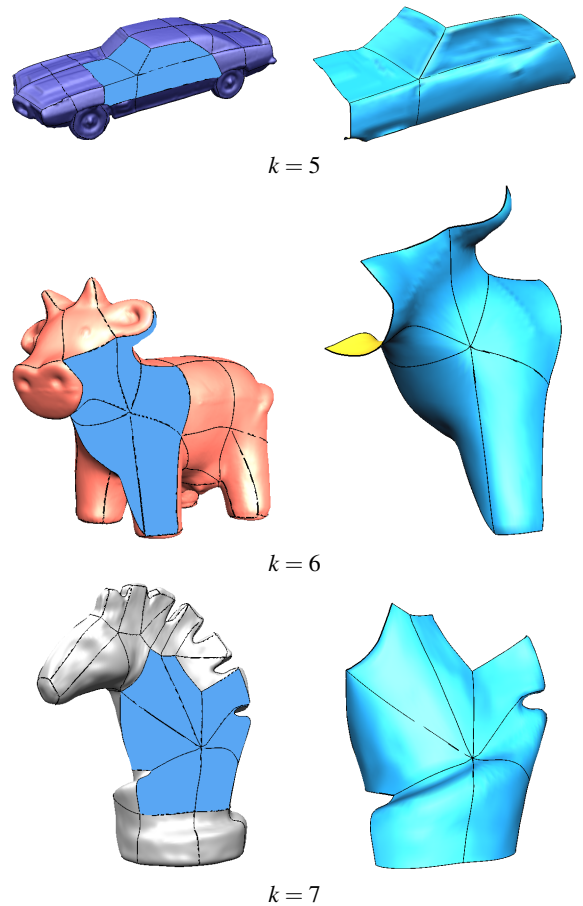 k = 5
k = 6
k = 7